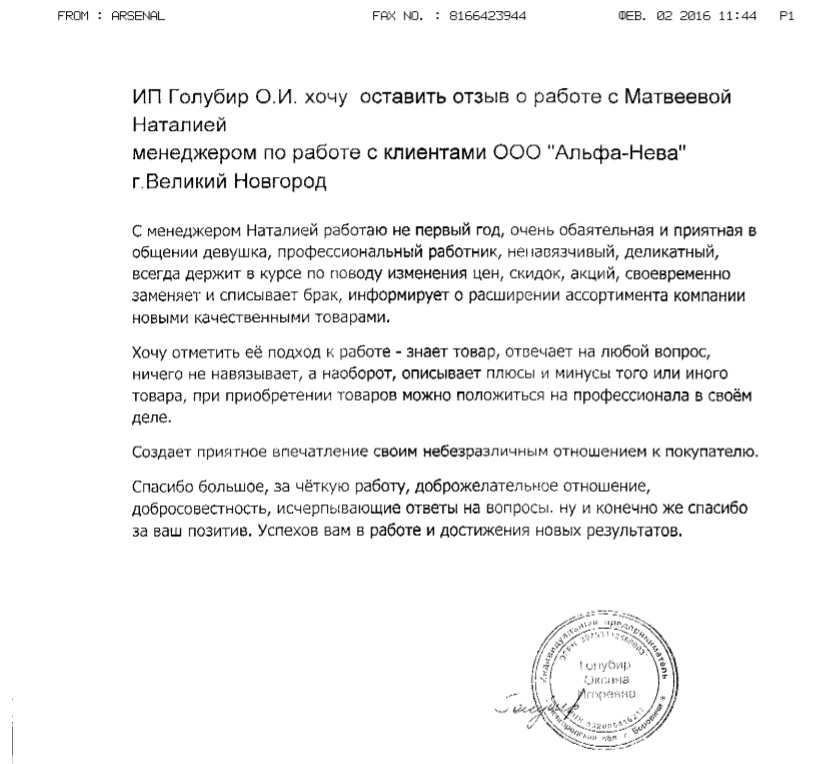 FROM : ARSENAL FAX NO. : 8166423944 ФЕВ. 02 2016 11:44 P1
ИП Голубир О.И. хочу оставить отзыв о работе с Матвеевой
Наталией
менеджером по работе с клиентами ООО "Альфа-Нева"
г.Великий Новгород
С менеджером Наталией работаю не первый год, очень обаятельная и приятная в
общении девушка, профессиональный работник, ненавязчивый, деликатный,
всегда держит в курсе по поводу изменения цен, скидок, акций, своевременно
заменяет и списывает брак, информирует о расширении ассортимента компании
новыми качественными товарами.
Хочу отметить её подход к работе - знает товар, отвечает на любой вопрос,
ничего не навязывает, а наоборот, описывает плюсы и минусы того или иного
товара, при приобретении товаров можно положиться на профессионала в своём
деле.
Создает приятное впечатление своим небезразличным отношением к покупателю.
Спасибо большое, за чёткую работу, доброжелательное отношение,
добросовестность, исчерпывающие ответы на вопросы. ну и конечно же спасибо
за ваш позитив. Успехов вам в работе и достижения новых результатов.
Индивидуальный предприниматель
ОГРН
Голубир
Оксана
Игоревна
ИНН
Новгородская обл. г. Боровичи
Голубир